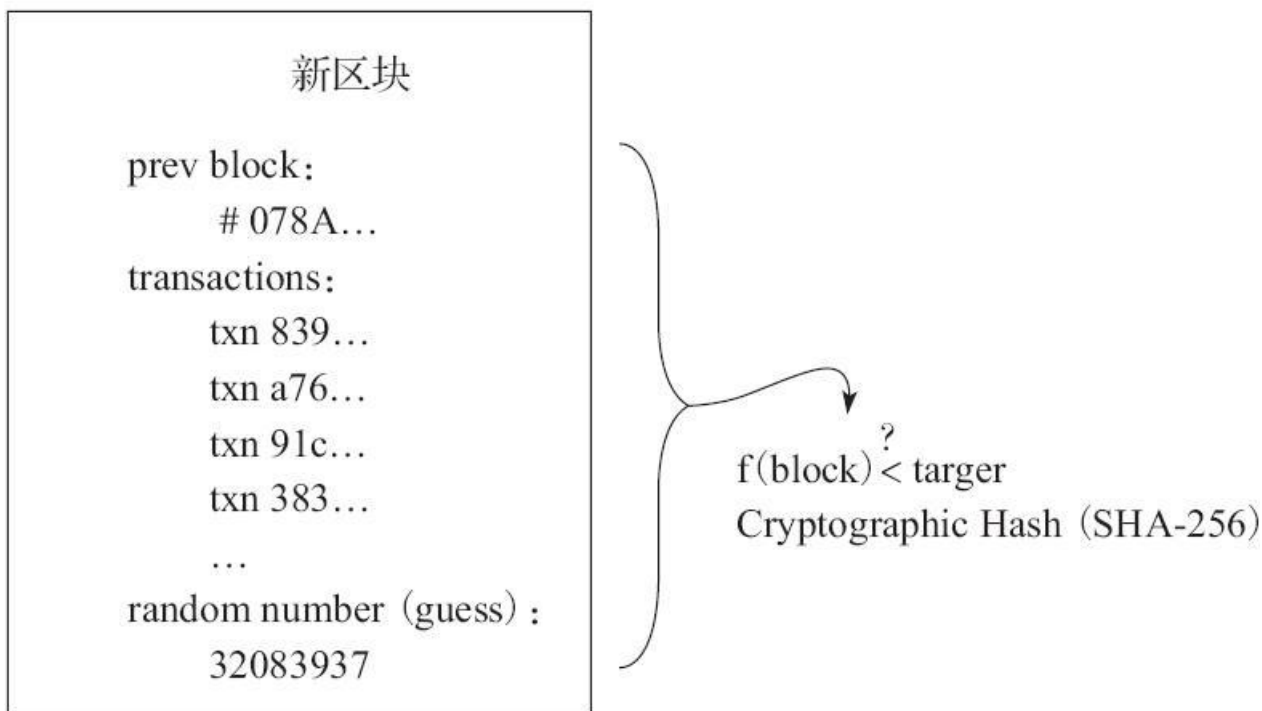 新区块
prev block：
# 078A…
transactions：
txn 839…
txn a76…
txn 91c…
txn 383…
…
random number（guess）：
32083937
?
f(block) < targer
Cryptographic Hash（SHA-256）